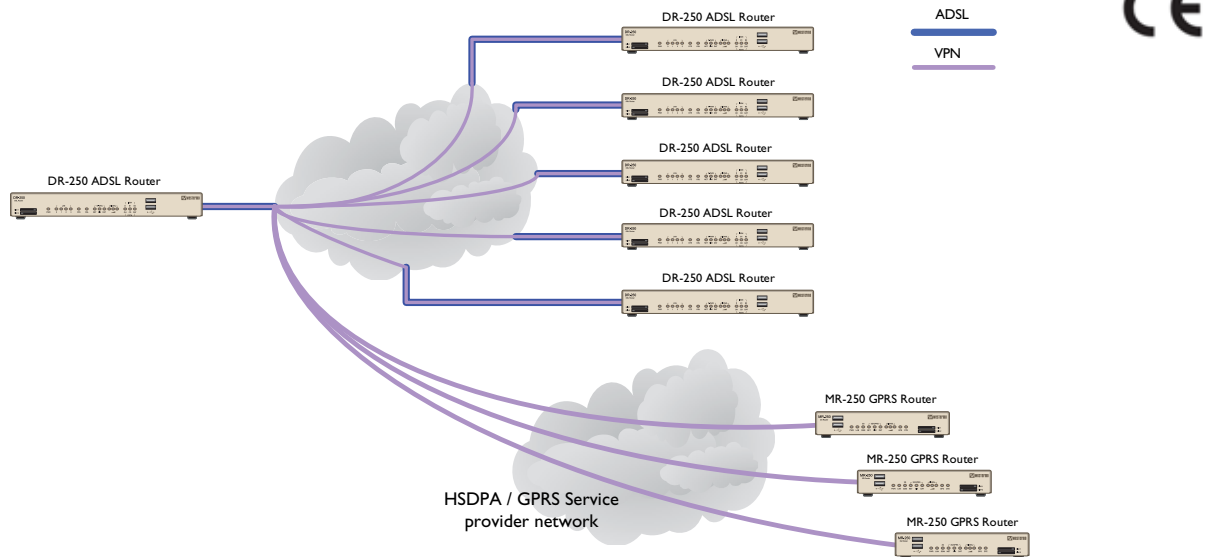 DR-250 ADSL Router
ADSL
VPN
DR-250 ADSL Router
DR-250 ADSL Router
DR-250 ADSL Router
DR-250 ADSL Router
DR-250 ADSL Router
MR-250 GPRS Router
MR-250 GPRS Router
HSDPA / GPRS Service
provider network
MR-250 GPRS Router
CE